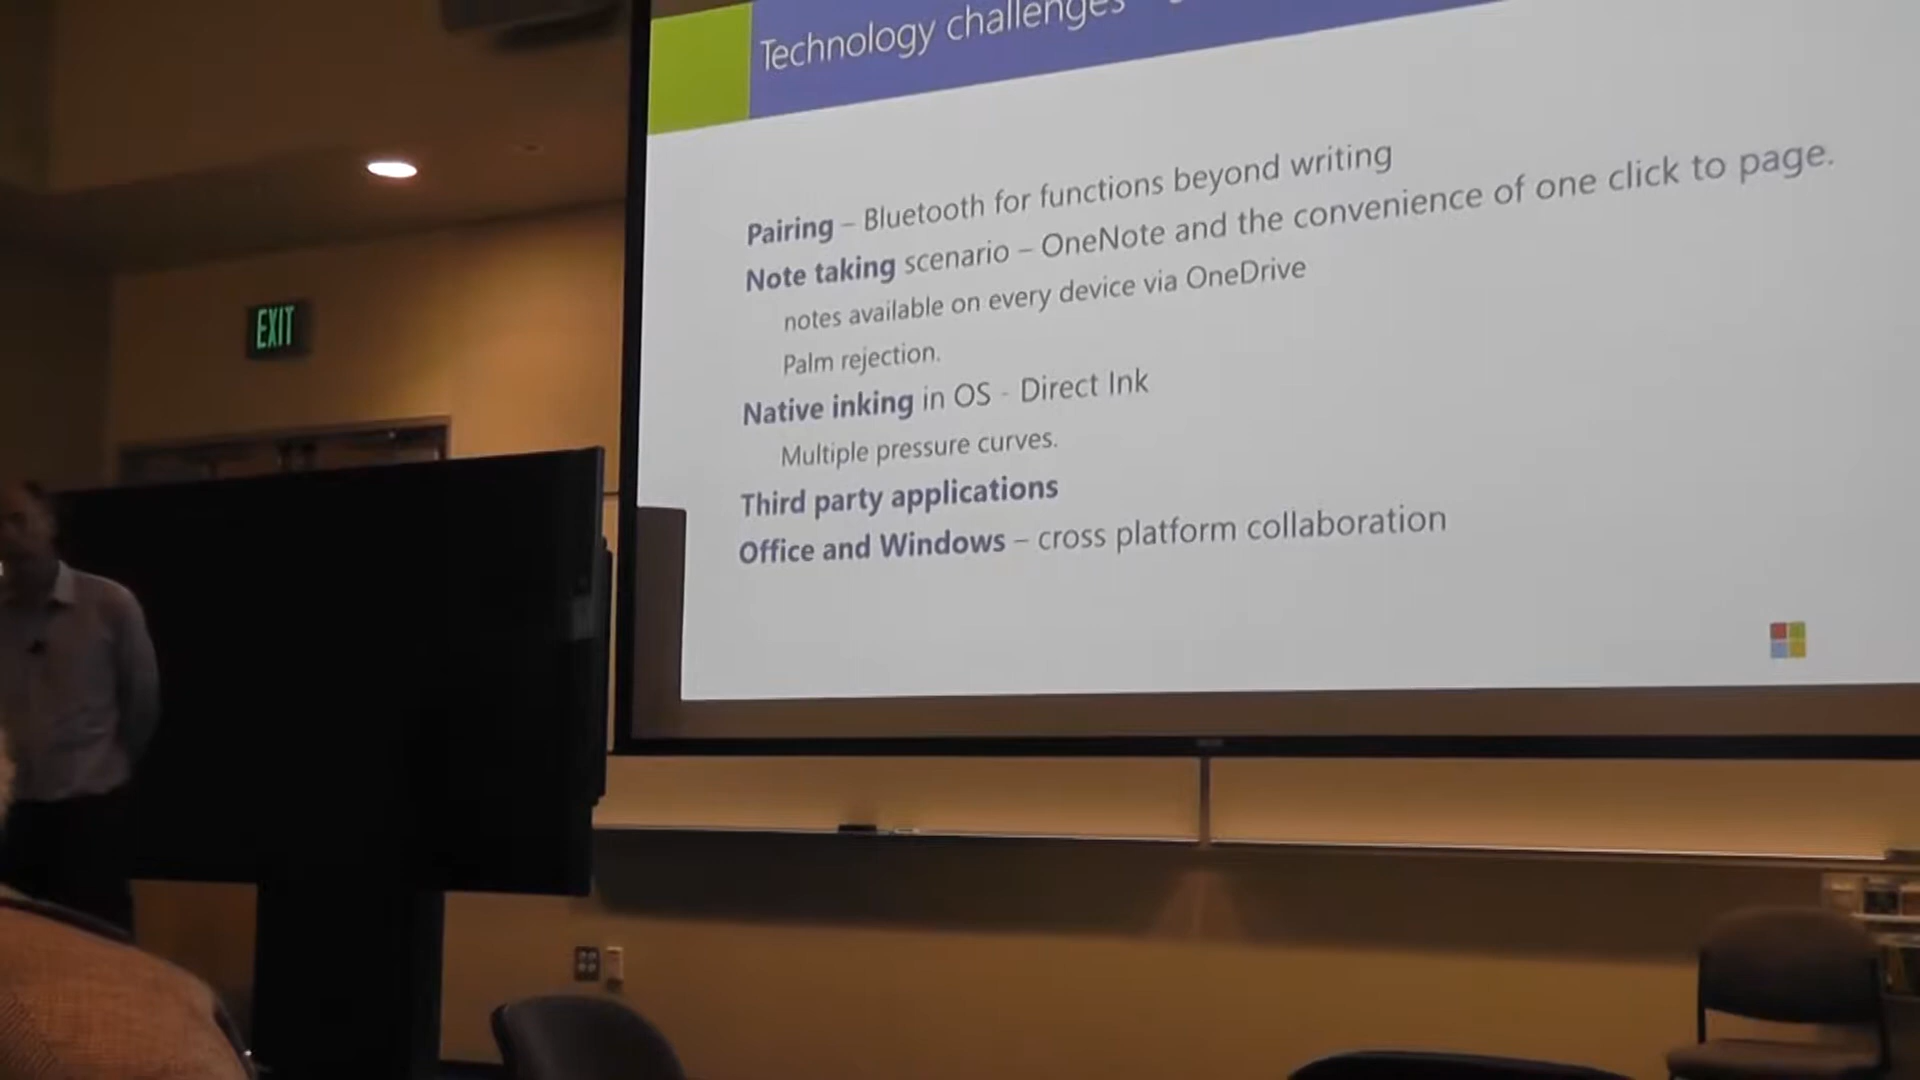 Technology challenges
Pairing – Bluetooth for functions beyond writing
Note taking scenario – OneNote and the convenience of one click to page.
notes available on every device via OneDrive
Palm rejection.
Native inking in OS - Direct Ink
Multiple pressure curves.
Third party applications
Office and Windows – cross platform collaboration
EXIT